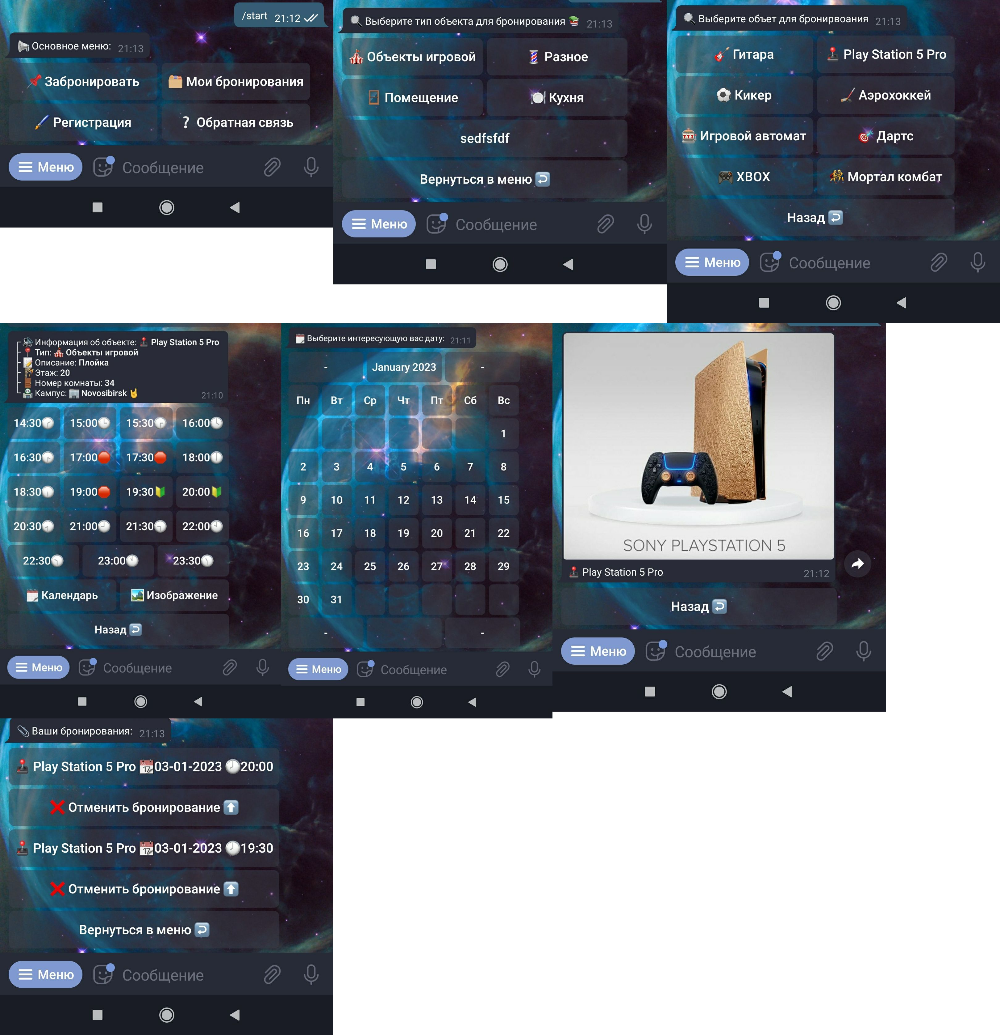 /start 21:12
Основное меню: 21:13
Забронировать
Мои бронирования
Регистрация
Обратная связь
Меню
Сообщение
Выберите тип объекта для бронирования 21:13
Объекты игровой
Разное
Помещение
Кухня
sedfsfdf
Вернуться в меню
Меню
Сообщение
Выберите объет для бронирвоания 21:13
Гитара
Play Station 5 Pro
Кикер
Аэрохоккей
Игровой автомат
Дартс
XBOX
Мортал комбат
Назад
Меню
Сообщение
Информация об объекте: Play Station 5 Pro
Тип: Объекты игровой
Описание: Плойка
Этаж: 20
Номер комнаты: 34
Кампус: Novosibirsk
21:10
14:30 15:00 15:30 16:00
16:30 17:00 17:30 18:00
18:30 19:00 19:30 20:00
20:30 21:00 21:30 22:00
22:30 23:00 23:30
Календарь
Изображение
Назад
Меню
Сообщение
Выберите интересующую вас дату: 21:11
- January 2023 -
Пн Вт Ср Чт Пт Сб Вс
1
2 3 4 5 6 7 8
9 10 11 12 13 14 15
16 17 18 19 20 21 22
23 24 25 26 27 28 29
30 31
- -
Меню
Сообщение
SONY PLAYSTATION 5
Play Station 5 Pro 21:12
Назад
Меню
Сообщение
Ваши бронирования: 21:13
Play Station 5 Pro 03-01-2023 20:00
Отменить бронирование
Play Station 5 Pro 03-01-2023 19:30
Отменить бронирование
Вернуться в меню
Меню
Сообщение